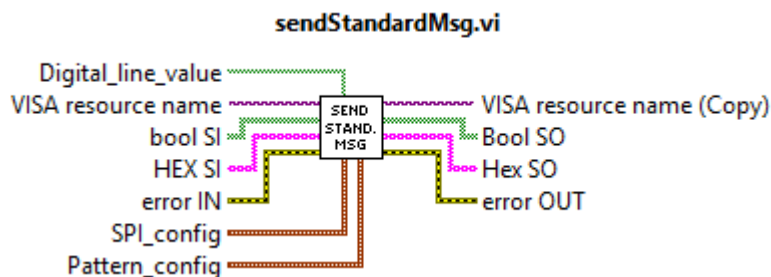 sendStandardMsg.vi
Digital_line_value
VISA resource name
bool SI
HEX SI
error IN
SPI_config
Pattern_config
SEND
STAND.
MSG
VISA resource name (Copy)
Bool SO
Hex SO
error OUT